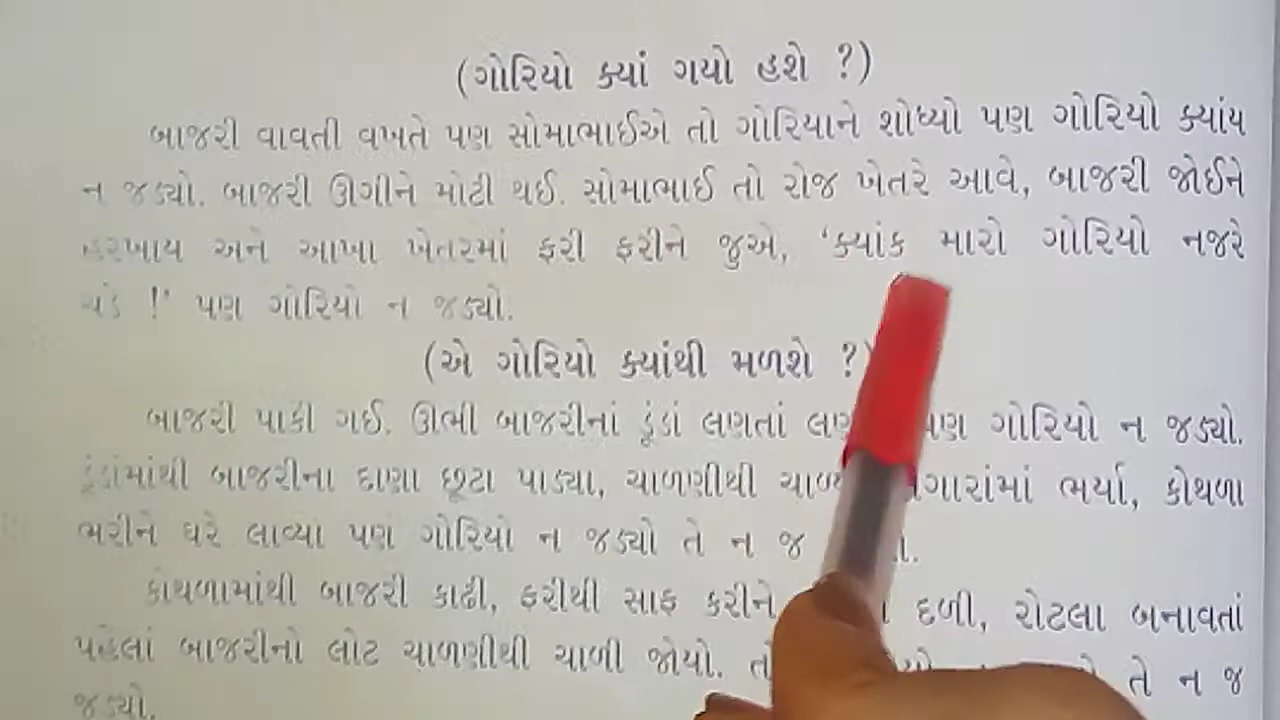 (ગોરિયો ક્યાં ગયો હશે ?)
બાજરી વાવતી વખતે પણ સોમાભાઈએ તો ગોરિયાને શોધ્યો પણ ગોરિયો ક્યાંય
ન જડ્યો. બાજરી ઊગીને મોટી થઈ. સોમાભાઈ તો રોજ ખેતરે આવે, બાજરી જોઈને
હરખાય અને આખા ખેતરમાં ફરી ફરીને જુએ, ‘ક્યાંક મારો ગોરિયો નજરે
ચડે !’ પણ ગોરિયો ન જડ્યો.
(એ ગોરિયો ક્યાંથી મળશે ?)
બાજરી પાકી ગઈ. ઊભી બાજરીનાં ડૂંડાં લણતાં પણ ગોરિયો ન જડ્યો.
ડૂંડાંમાંથી બાજરીના દાણા છૂટા પાડ્યા, ચાળણીથી ભર્યા, કોથળા
ભરીને ઘરે લાવ્યા પણ ગોરિયો ન જડ્યો તે ન જ
કોથળામાંથી બાજરી કાઢી, ફરીથી સાફ કરીને દળી, રોટલા બનાવતાં
પહેલાં બાજરીનો લોટ ચાળણીથી ચાળી જોયો. તે ન જ
જડ્યો.